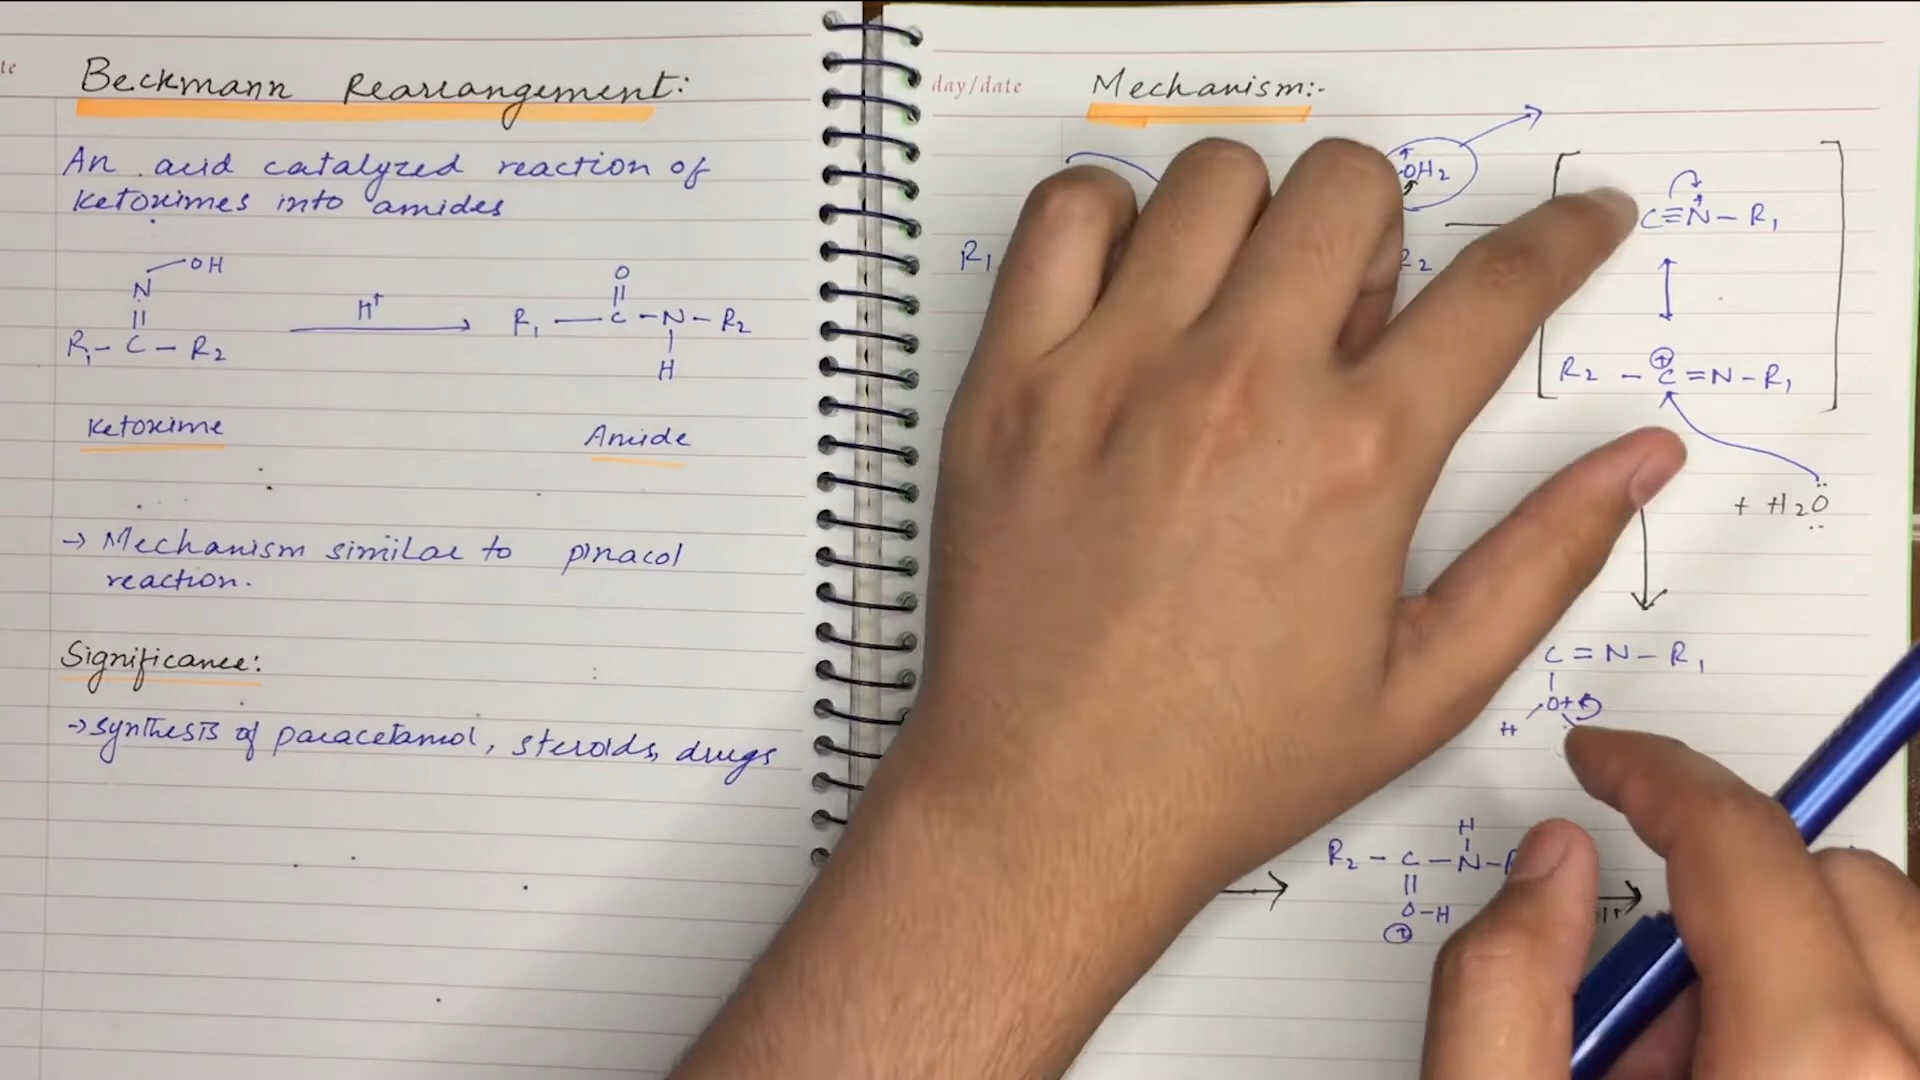 te
Beckmann Rearrangement:
An acid catalyzed reaction of
ketoximes into amides
OH
N
||
R1 - C - R2
H+
O
||
R1 — C - N - R2
|
H
Ketoxime
Amide
→ Mechanism similar to pinacol
reaction.
Significance:
→ synthesis of paracetamol, steroids, drugs
day/date
Mechanism:-
OH2
R1
R2
C≡N - R1
R2 - C = N - R1
+
+ H2O
C = N - R1
|
O+
H
H
|
R2 - C - N -
||
O - H
+